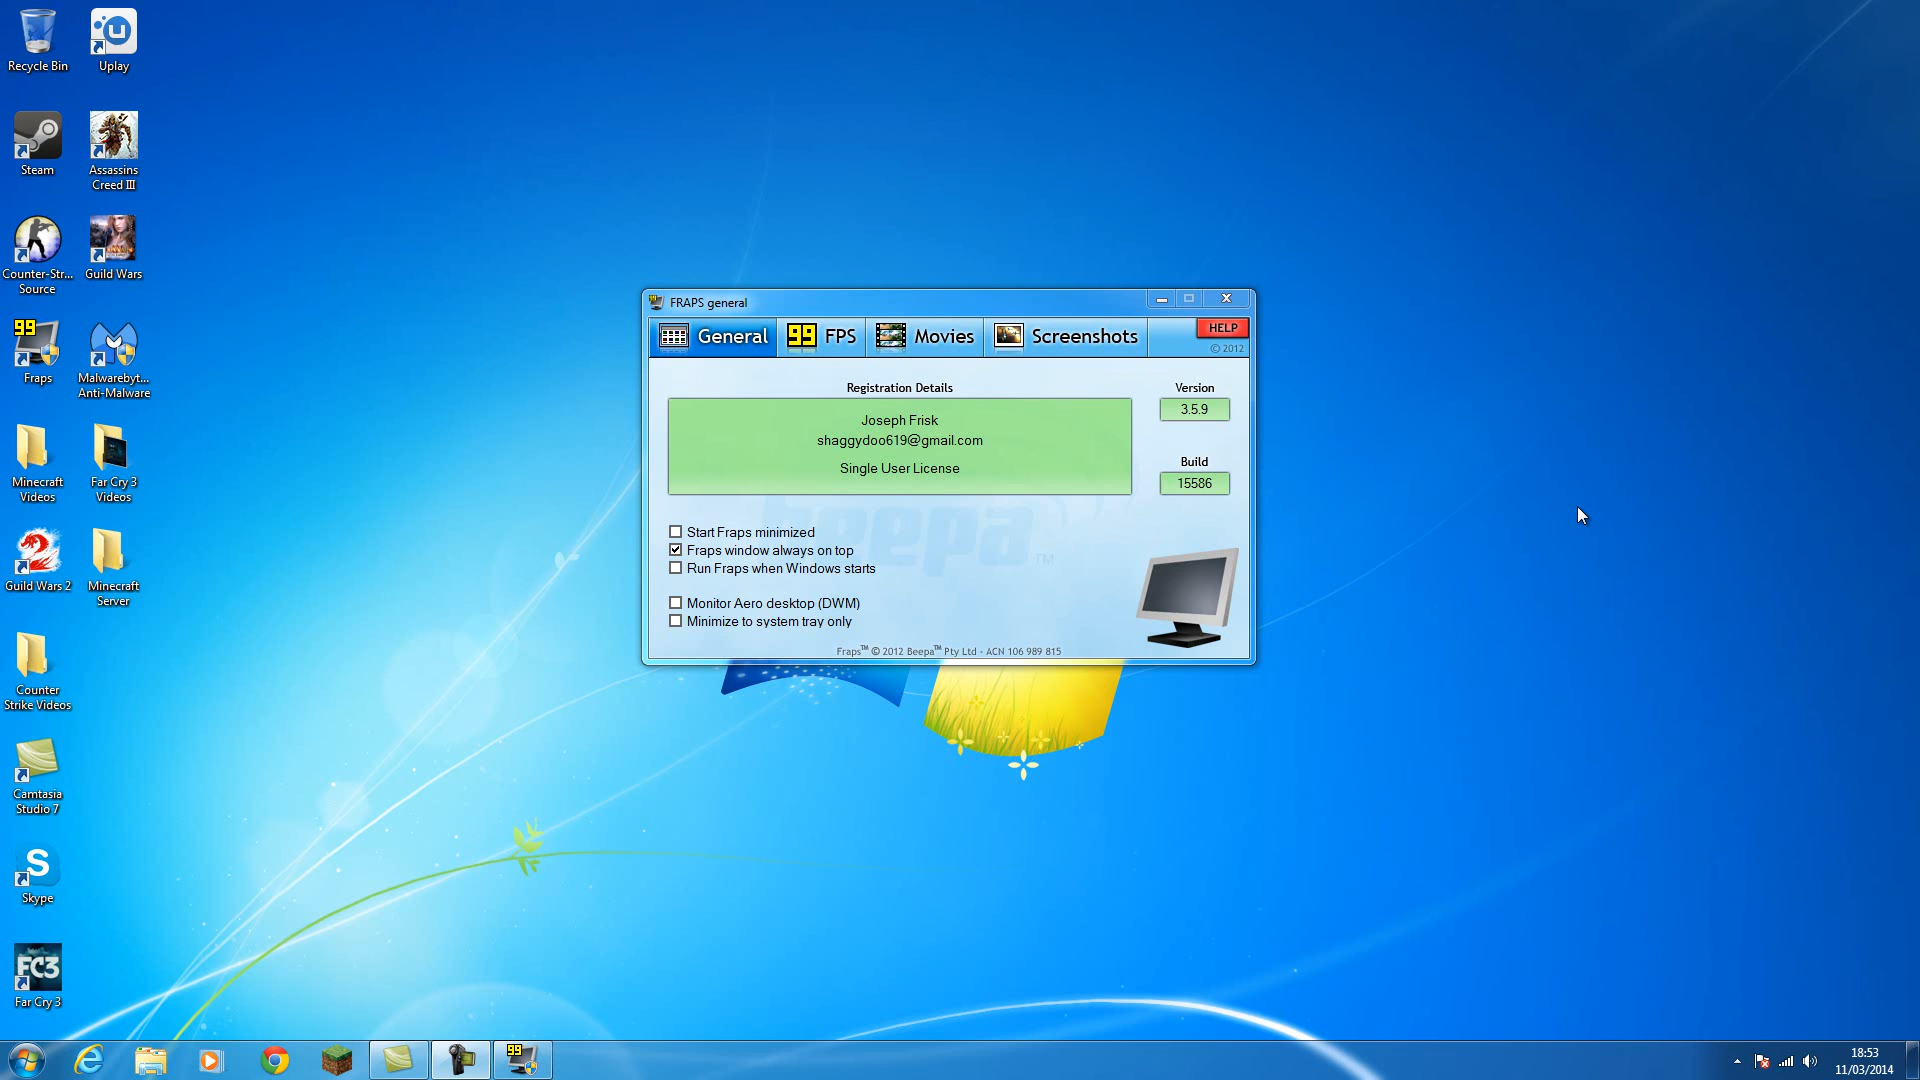 Recycle Bin
Uplay
Steam
Assassins
Creed III
Counter-Str...
Source
Guild Wars
99
Fraps
Malwarebyt...
Anti-Malware
Minecraft
Videos
Far Cry 3
Videos
Guild Wars 2
Minecraft
Server
Counter
Strike Videos
Camtasia
Studio 7
S
Skype
FC3
Far Cry 3
FRAPS general
General
99 FPS
Movies
Screenshots
HELP
© 2012
Registration Details
Joseph Frisk
shaggydoo619@gmail.com
Single User License
Version
3.5.9
Build
15586
beepa™
Start Fraps minimized
Fraps window always on top
Run Fraps when Windows starts
Monitor Aero desktop (DWM)
Minimize to system tray only
Fraps™ © 2012 Beepa™ Pty Ltd - ACN 106 989 815
99
18:53
11/03/2014